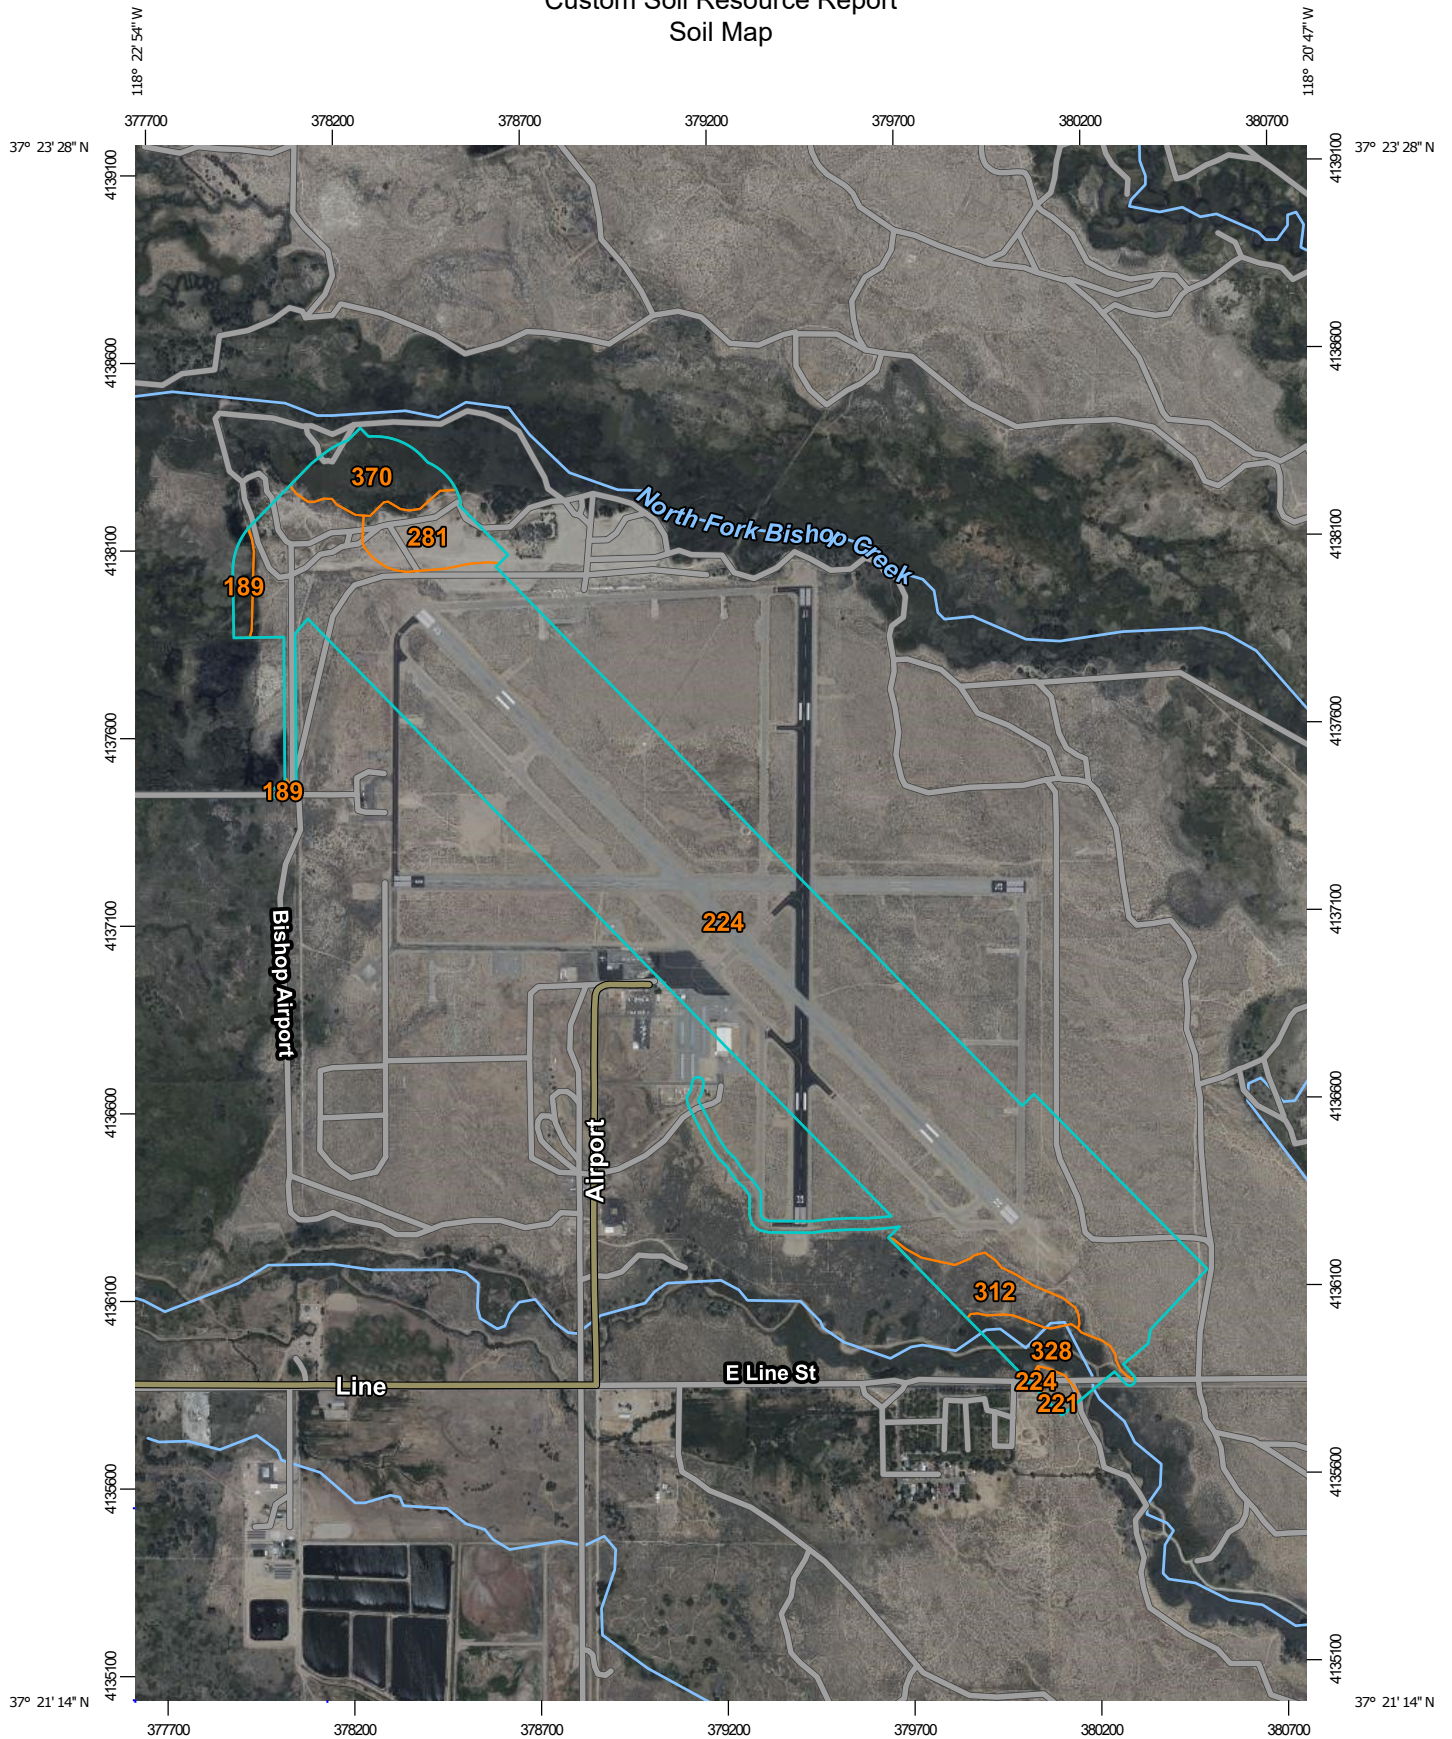 Custom Soil Resource Report
Soil Map
118° 22' 54" W
118° 20' 47" W
377700 378200 378700 379200 379700 380200 380700
37° 23' 28" N
37° 23' 28" N
4139100
4139100
4138600
4138600
370
North Fork Bishop Creek
281
4138100
4138100
189
4137600
4137600
189
224
4137100
4137100
Bishop Airport
4136600
4136600
Airport
312
4136100
4136100
328
E Line St
Line
224
221
4135600
4135600
4135100
4135100
37° 21' 14" N
37° 21' 14" N
377700 378200 378700 379200 379700 380200 380700